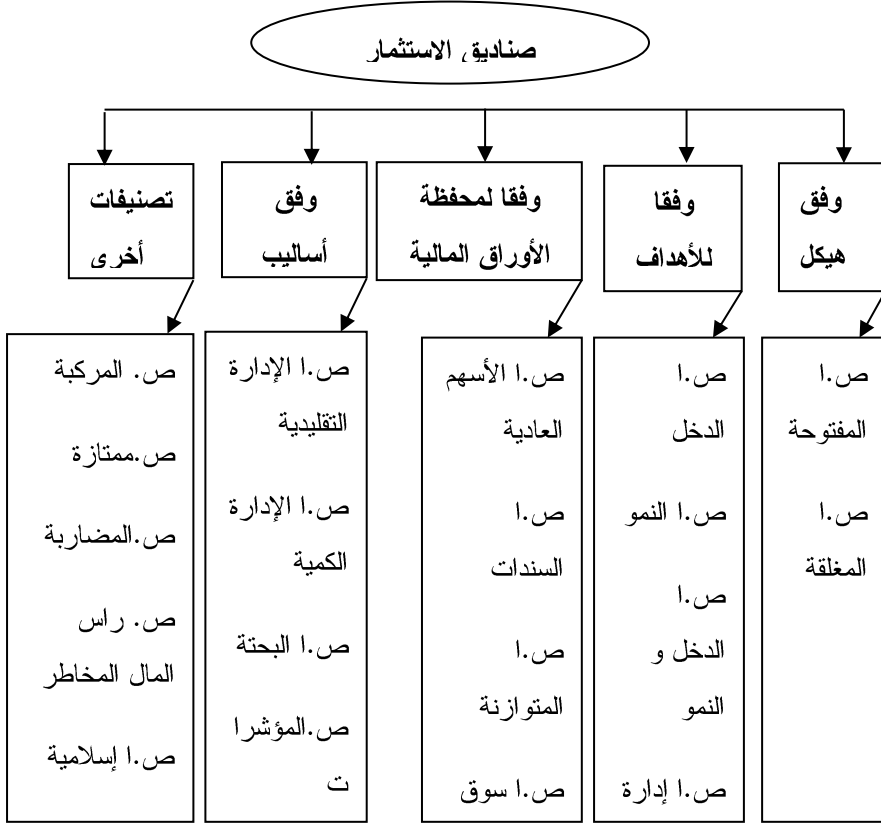 صناديق الاستثمار
وفق
هيكل
وفقا
للأهداف
وفقا لمحفظة
الأوراق المالية
وفق
أساليب
تصنيفات
أخرى
ص.ا
المفتوحة
ص.ا
المغلقة
ص.ا
الدخل
ص.ا النمو
ص.ا
الدخل و
النمو
ص.ا إدارة
ص.ا الأسهم
العادية
ص.ا
السندات
ص.ا
المتوازنة
ص.ا سوق
ص.ا الإدارة
التقليدية
ص.ا الإدارة
الكمية
ص.ا البحتة
ص.المؤشرا
ت
ص. المركبة
ص.ممتازة
ص.المضاربة
ص. راس
المال المخاطر
ص.ا إسلامية